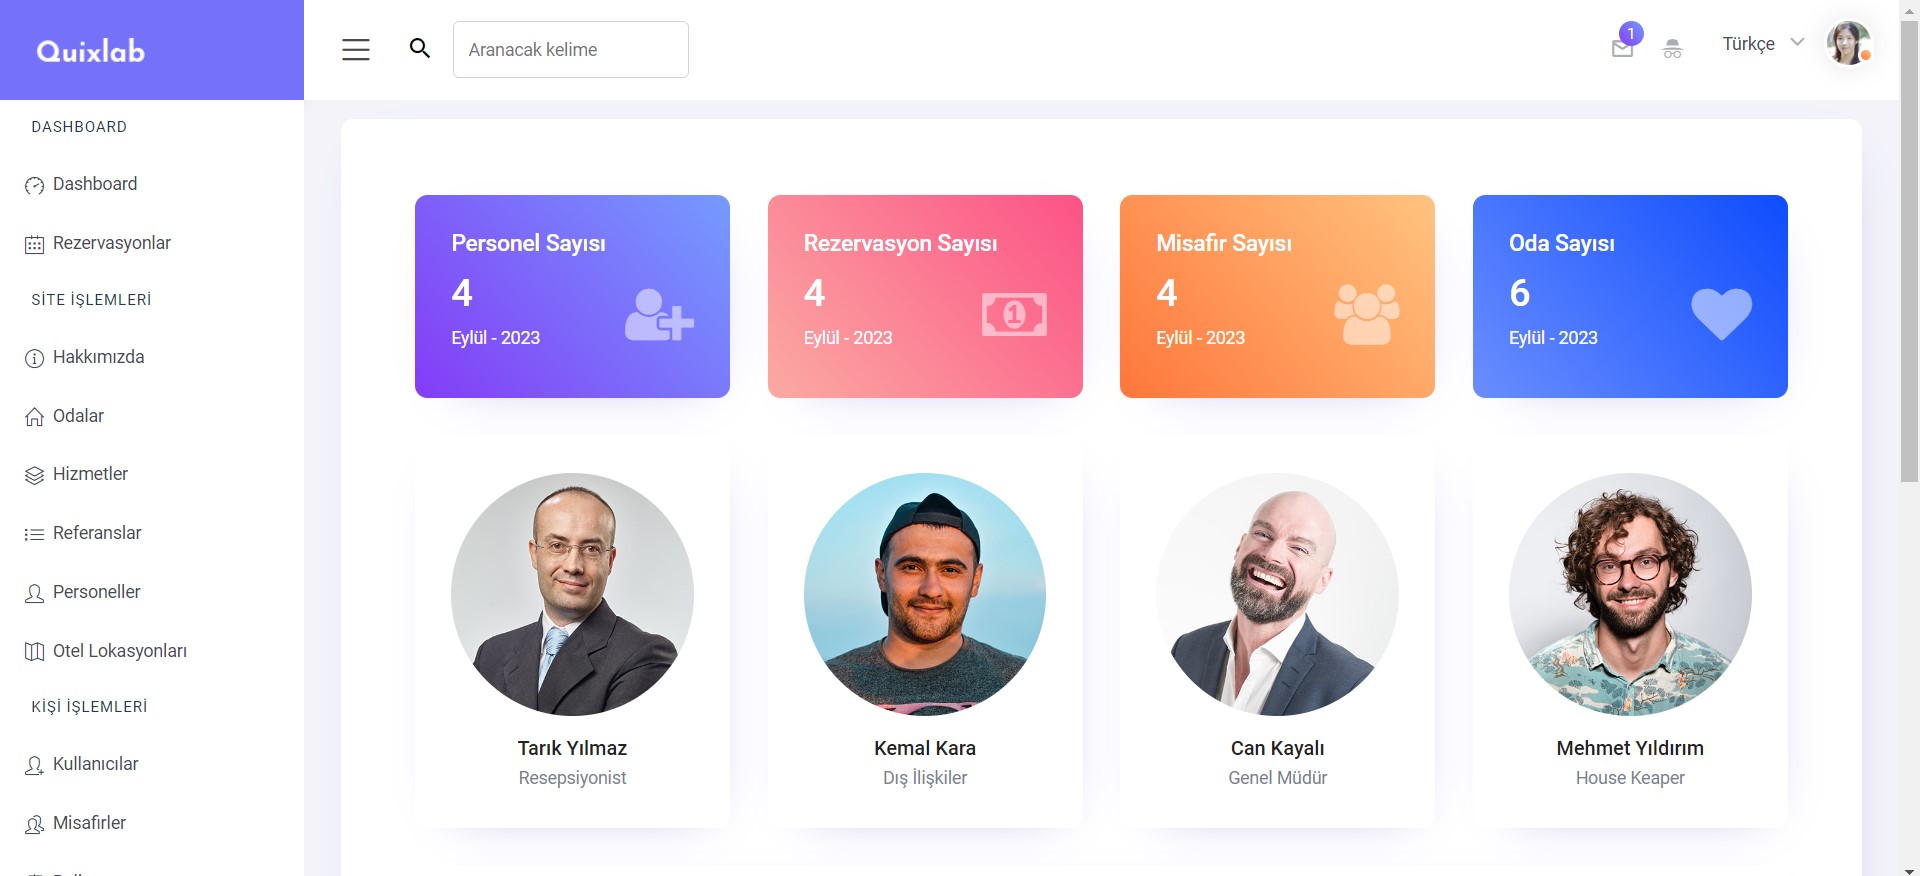 Quixlab
Aranacak kelime
1
Türkçe
DASHBOARD
Dashboard
Rezervasyonlar
SİTE İŞLEMLERİ
Hakkımızda
Odalar
Hizmetler
Referanslar
Personeller
Otel Lokasyonları
KİŞİ İŞLEMLERİ
Kullanıcılar
Misafirler
Personel Sayısı
4
Eylül - 2023
Rezervasyon Sayısı
4
Eylül - 2023
1
Misafir Sayısı
4
Eylül - 2023
Oda Sayısı
6
Eylül - 2023
Tarık Yılmaz
Resepsiyonist
Kemal Kara
Dış İlişkiler
Can Kayalı
Genel Müdür
Mehmet Yıldırım
House Keaper